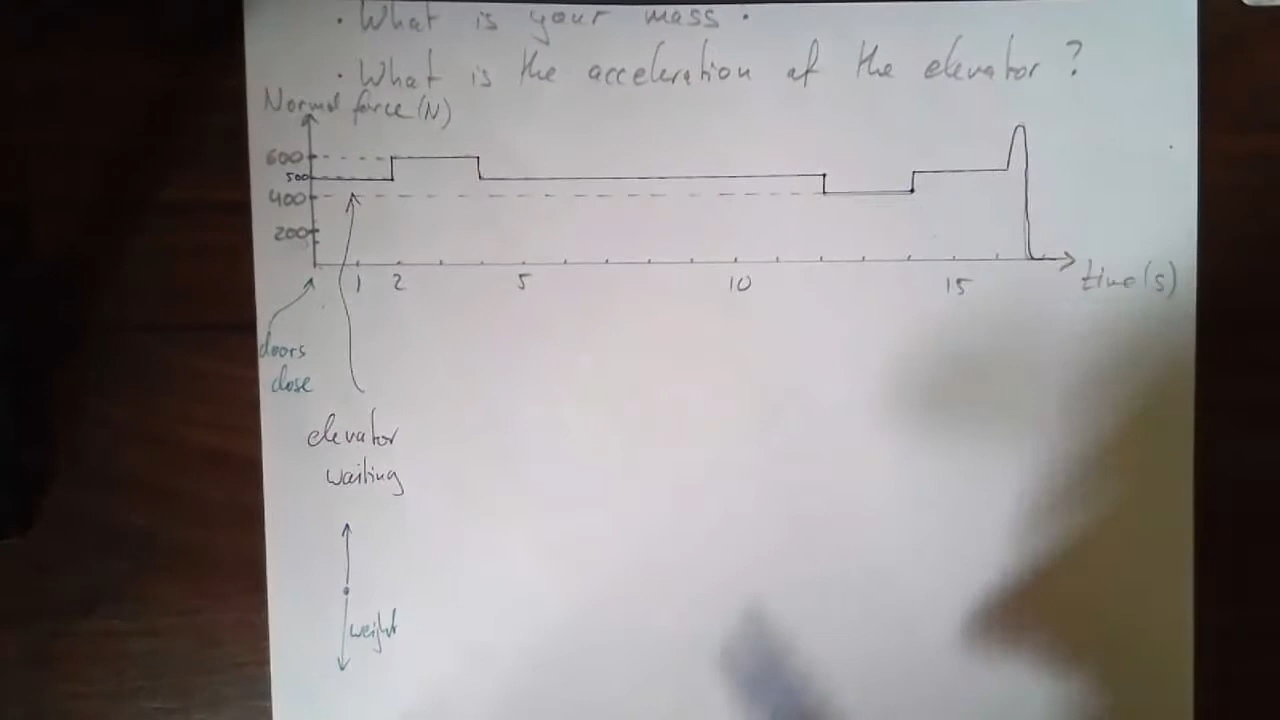 · What is your mass .
· What is the acceleration of the elevator ?
Normal force (N)
600
500
400
200
1 2 5 10 15 time (s)
doors
close
elevator
waiting
weight